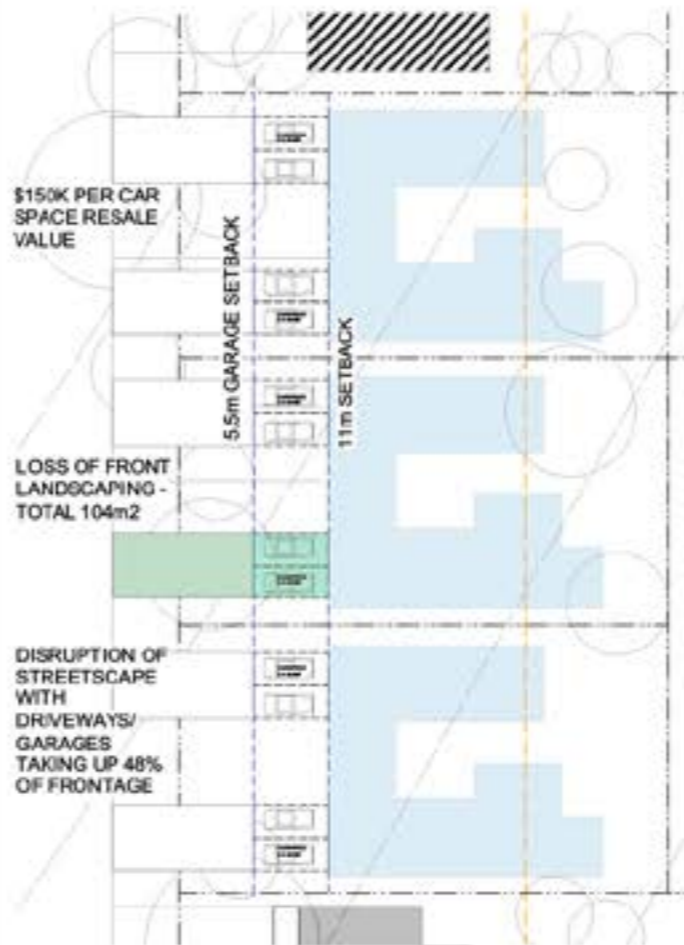 $150K PER CAR
SPACE RESALE
VALUE
5.5m GARAGE SETBACK
11m SETBACK
LOSS OF FRONT
LANDSCAPING -
TOTAL 104m2
DISRUPTION OF
STREETSCAPE
WITH
DRIVEWAYS/
GARAGES
TAKING UP 48%
OF FRONTAGE